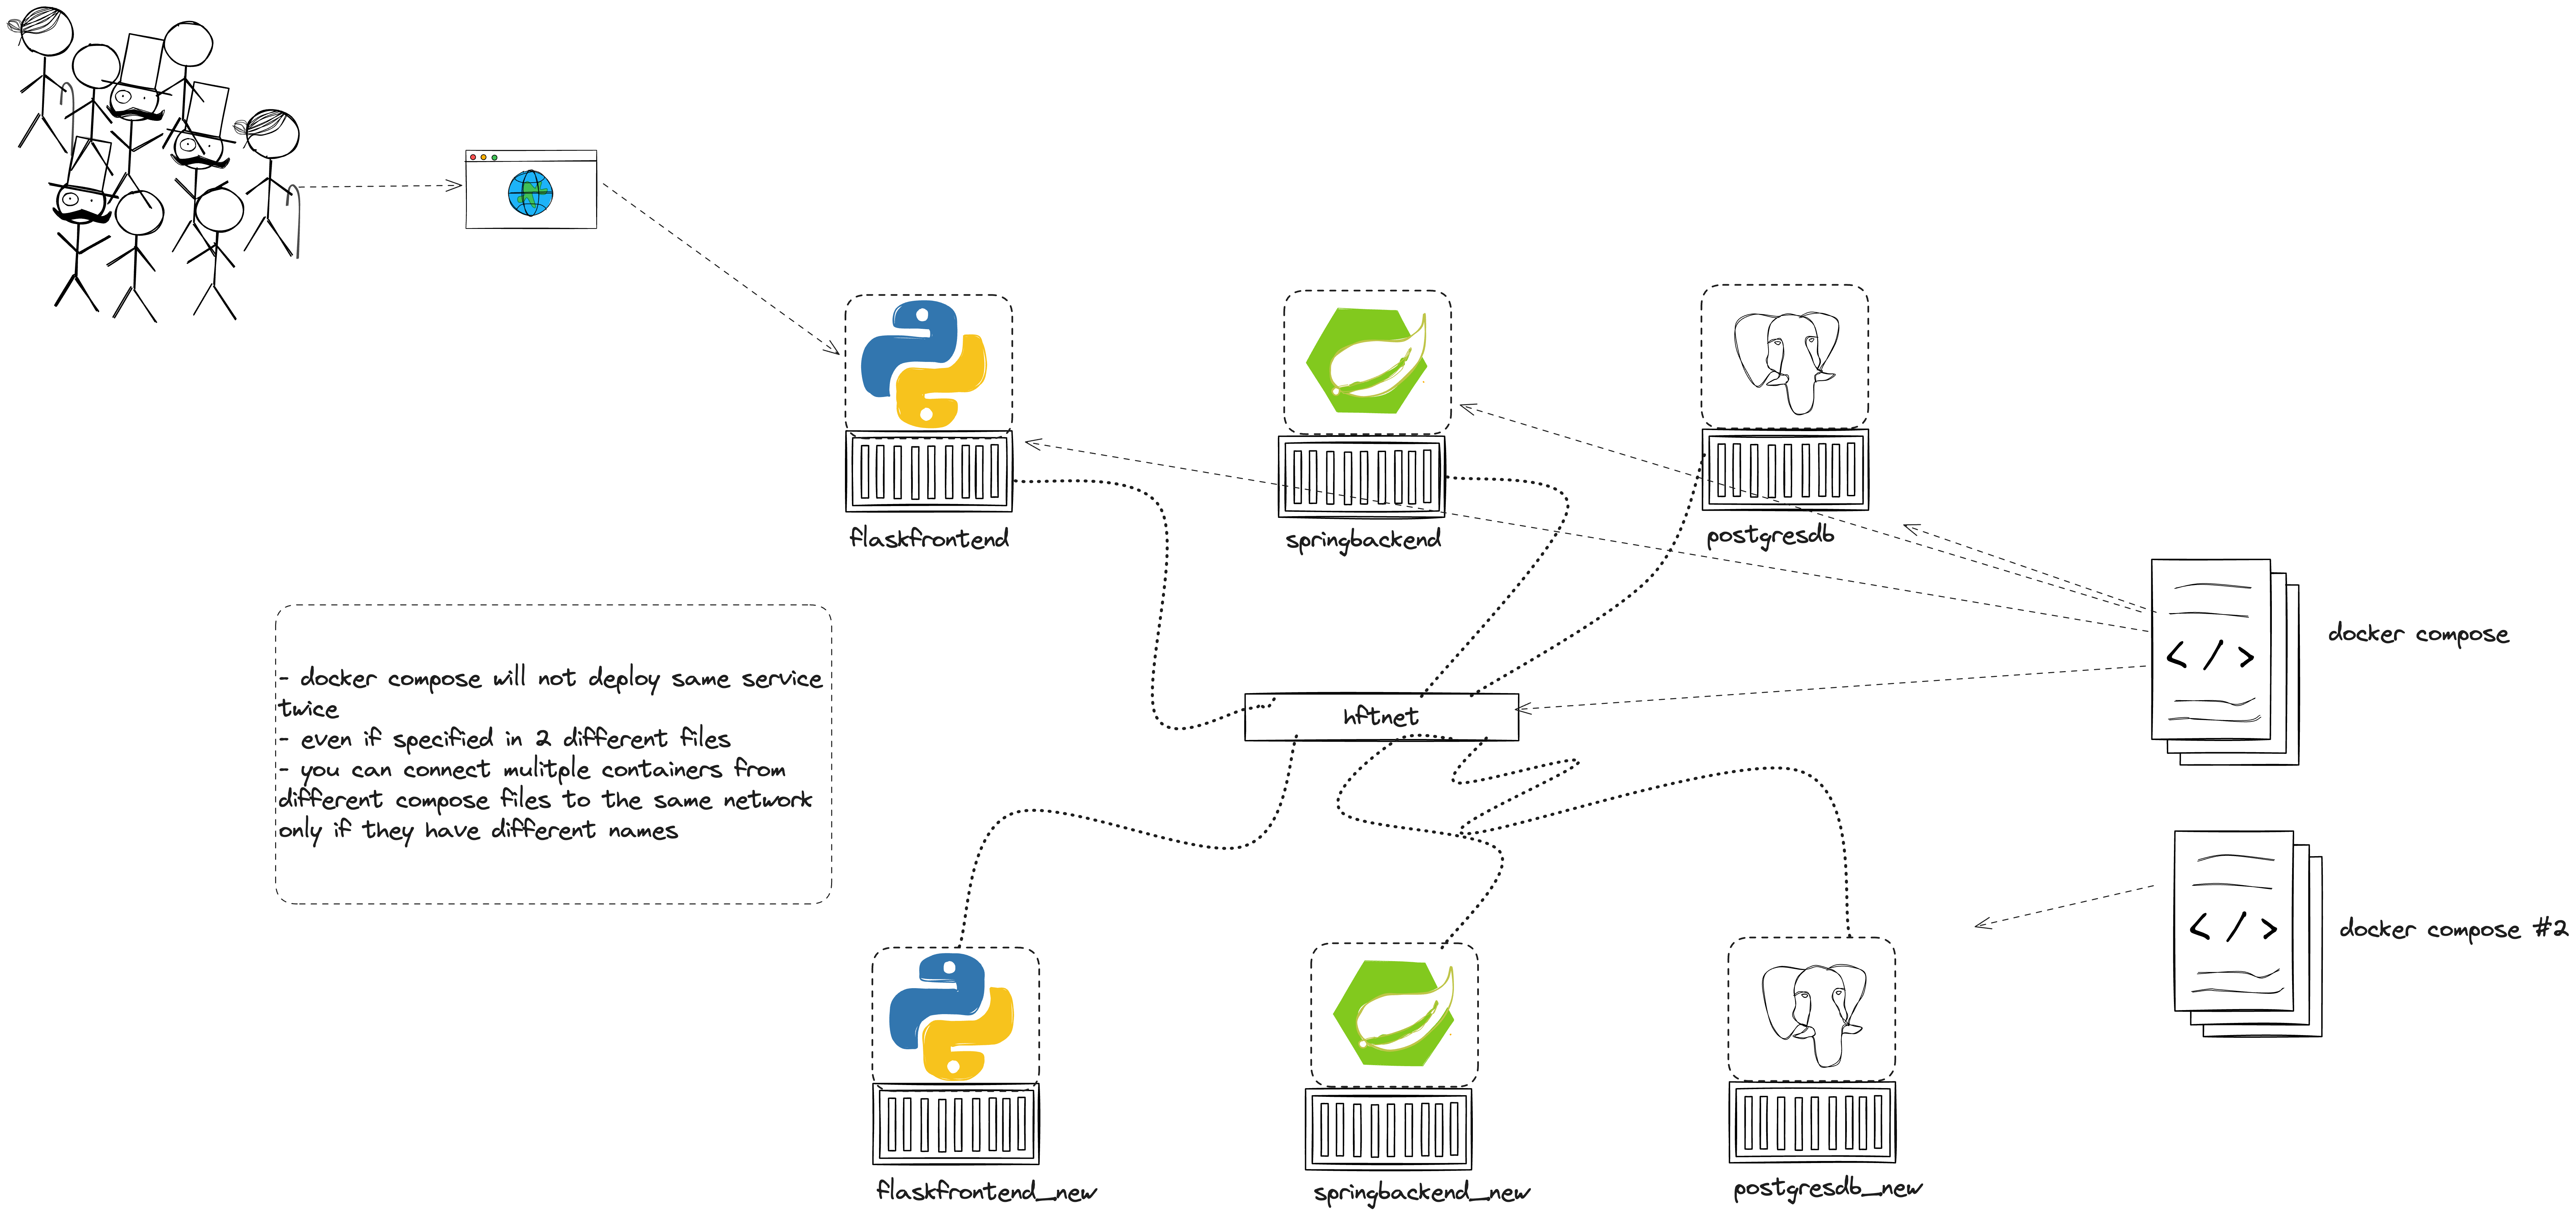 flaskfrontend
springbackend
postgresdb
docker compose
- docker compose will not deploy same service
twice
- even if specified in 2 different files
- you can connect mulitple containers from
different compose files to the same network
only if they have different names
hftnet
</>
docker compose #2
</>
flaskfrontend_new
springbackend_new
postgresdb_new